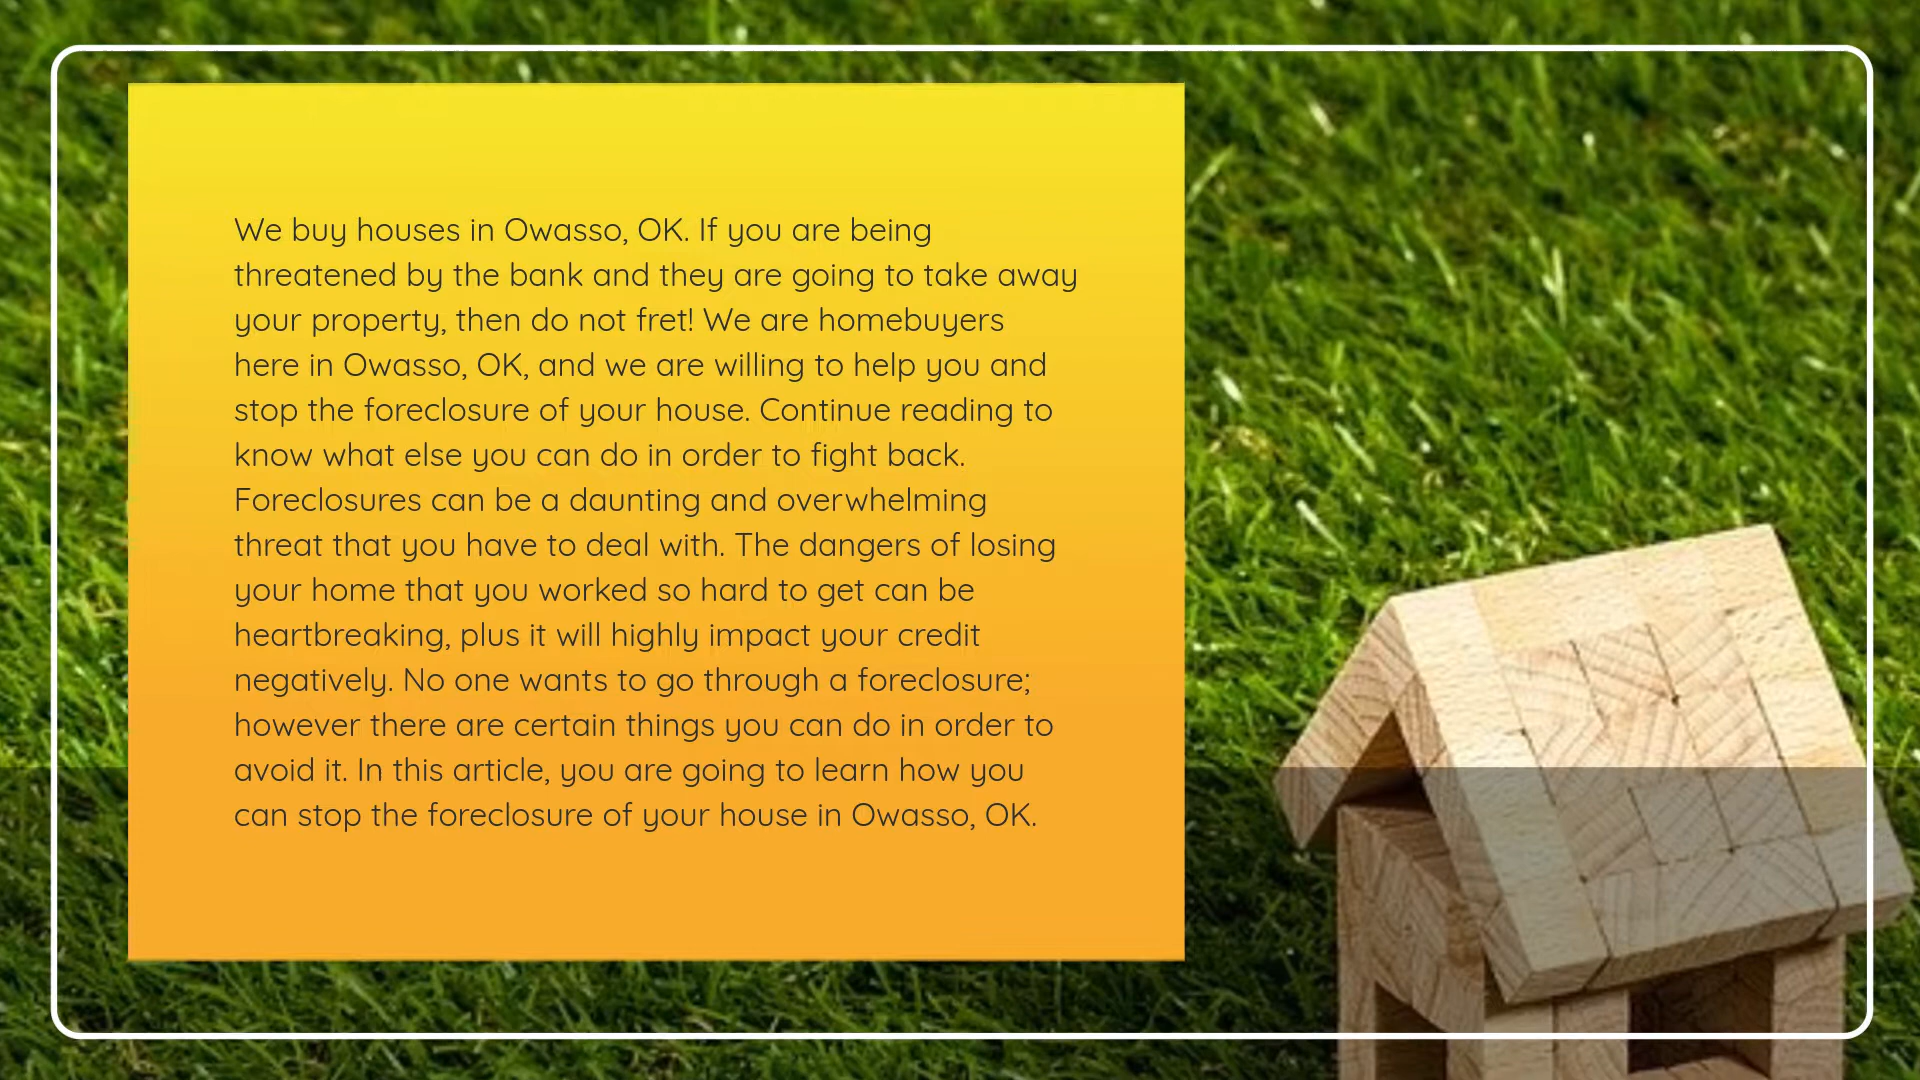 We buy houses in Owasso, OK. If you are being
threatened by the bank and they are going to take away
your property, then do not fret! We are homebuyers
here in Owasso, OK, and we are willing to help you and
stop the foreclosure of your house. Continue reading to
know what else you can do in order to fight back.
Foreclosures can be a daunting and overwhelming
threat that you have to deal with. The dangers of losing
your home that you worked so hard to get can be
heartbreaking, plus it will highly impact your credit
negatively. No one wants to go through a foreclosure;
however there are certain things you can do in order to
avoid it. In this article, you are going to learn how you
can stop the foreclosure of your house in Owasso, OK.